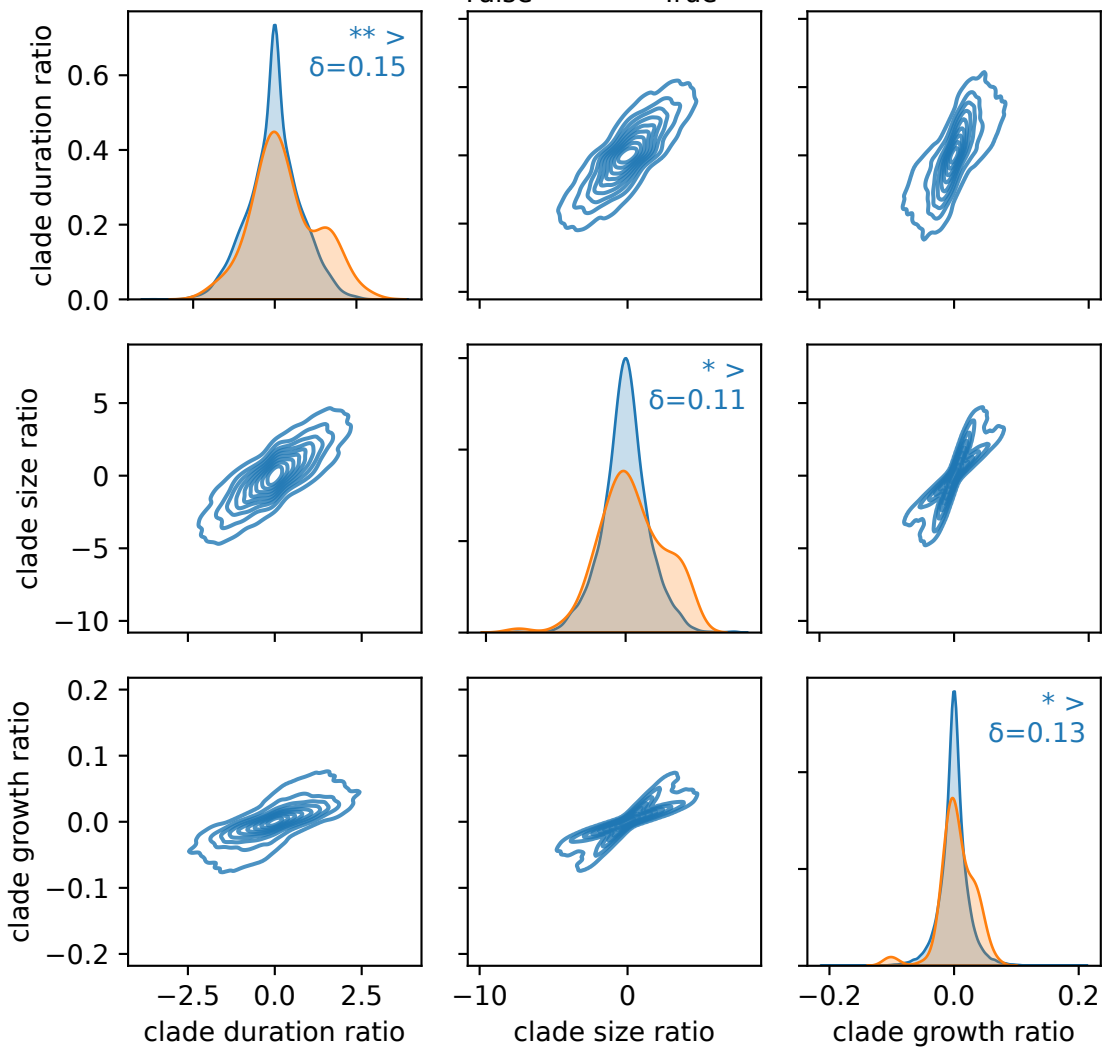 clade duration ratio
0.6
0.4
0.2
0.0
** >
δ=0.15
clade size ratio
5
0
−5
−10
* >
δ=0.11
clade growth ratio
0.2
0.1
0.0
−0.1
−0.2
* >
δ=0.13
−2.5 0.0 2.5
−10 0
−0.2 0.0 0.2
clade duration ratio
clade size ratio
clade growth ratio